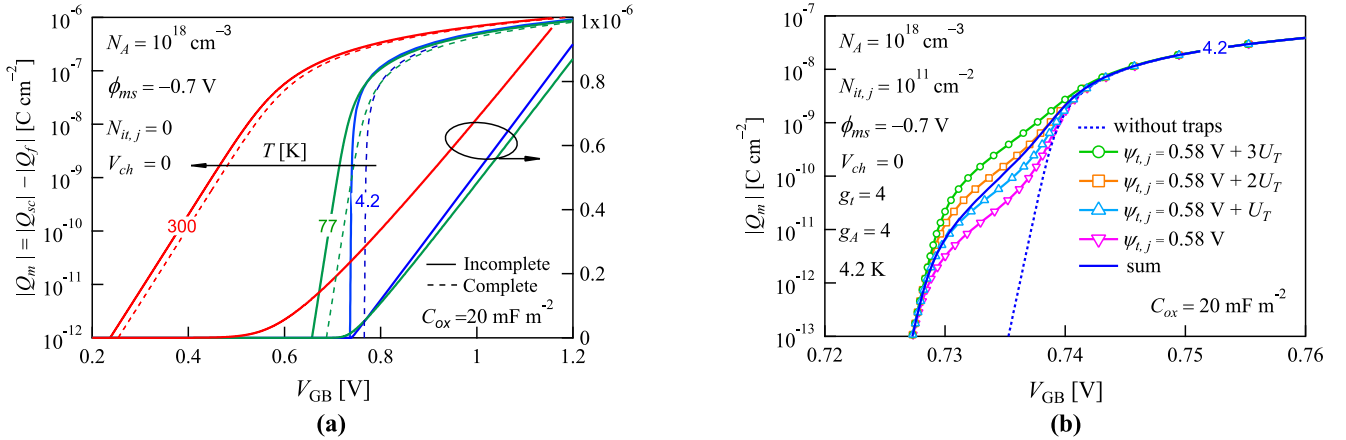 |Q_m| = |Q_sc| − |Q_f| [C cm⁻²]
10⁻⁶
10⁻⁷
10⁻⁸
10⁻⁹
10⁻¹⁰
10⁻¹¹
10⁻¹²
N_A = 10¹⁸ cm⁻³
ϕ_ms = −0.7 V
N_it, j = 0
V_ch = 0
T [K]
300
77
4.2
Incomplete
Complete
C_ox = 20 mF m⁻²
1x10⁻⁶
0.8
0.6
0.4
0.2
0
0.2 0.4 0.6 0.8 1 1.2
V_GB [V]
(a)
|Q_m| [C cm⁻²]
10⁻⁷
10⁻⁸
10⁻⁹
10⁻¹⁰
10⁻¹¹
10⁻¹²
10⁻¹³
N_A = 10¹⁸ cm⁻³
N_it, j = 10¹¹ cm⁻²
ϕ_ms = −0.7 V
V_ch = 0
g_t = 4
g_A = 4
4.2 K
4.2
without traps
ψ_t, j = 0.58 V + 3U_T
ψ_t, j = 0.58 V + 2U_T
ψ_t, j = 0.58 V + U_T
ψ_t, j = 0.58 V
sum
C_ox = 20 mF m⁻²
0.72 0.73 0.74 0.75 0.76
V_GB [V]
(b)